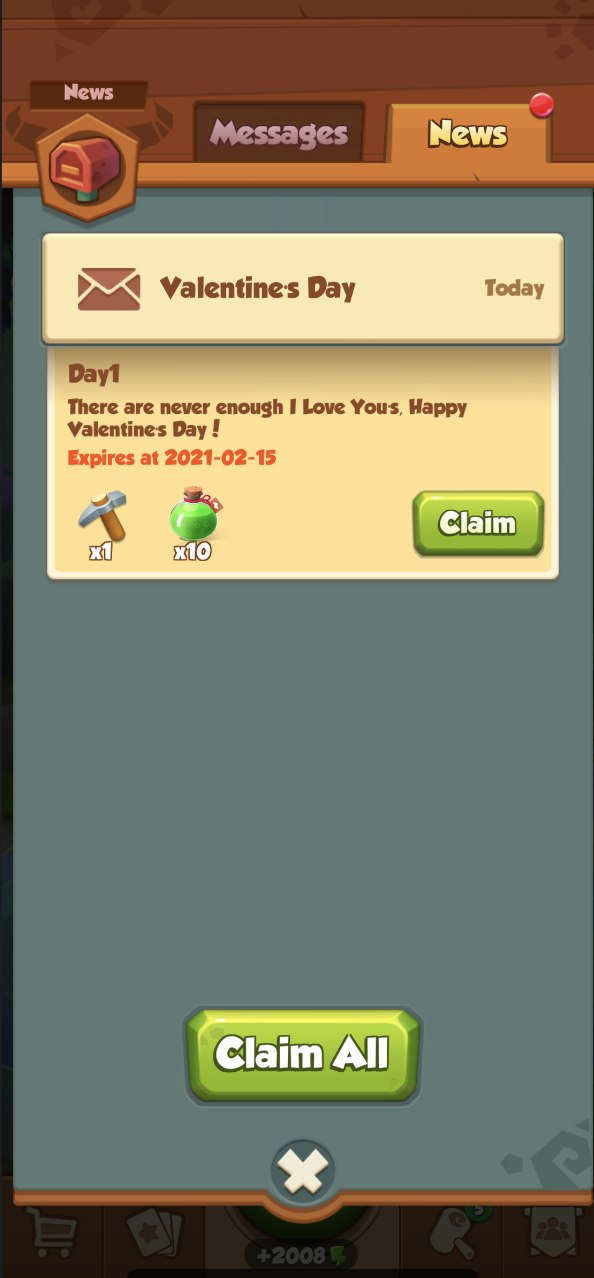 News
Messages
News
Valentine's Day
Today
Day1
There are never enough I Love You's, Happy
Valentine's Day!
Expires at 2021-02-15
x1
x10
Claim
Claim All
5
+2008